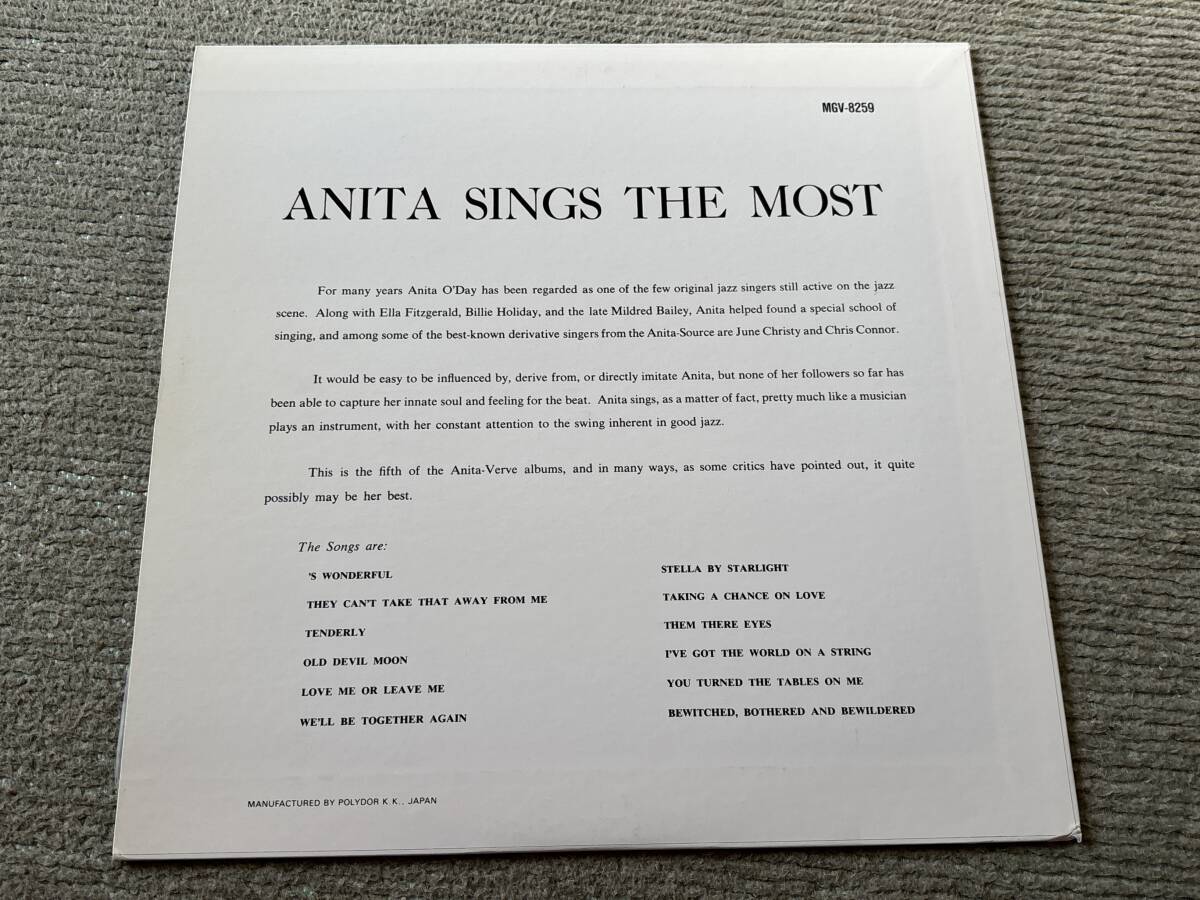 MGV-8259
ANITA SINGS THE MOST
For many years Anita O'Day has been regarded as one of the few original jazz singers still active on the jazz
scene. Along with Ella Fitzgerald, Billie Holiday, and the late Mildred Bailey, Anita helped found a special school of
singing, and among some of the best-known derivative singers from the Anita-Source are June Christy and Chris Connor.
It would be easy to be influenced by, derive from, or directly imitate Anita, but none of her followers so far has
been able to capture her innate soul and feeling for the beat. Anita sings, as a matter of fact, pretty much like a musician
plays an instrument, with her constant attention to the swing inherent in good jazz.
This is the fifth of the Anita-Verve albums, and in many ways, as some critics have pointed out, it quite
possibly may be her best.
The Songs are:
'S WONDERFUL
THEY CAN'T TAKE THAT AWAY FROM ME
TENDERLY
OLD DEVIL MOON
LOVE ME OR LEAVE ME
WE'LL BE TOGETHER AGAIN
STELLA BY STARLIGHT
TAKING A CHANCE ON LOVE
THEM THERE EYES
I'VE GOT THE WORLD ON A STRING
YOU TURNED THE TABLES ON ME
BEWITCHED, BOTHERED AND BEWILDERED
MANUFACTURED BY POLYDOR K K., JAPAN